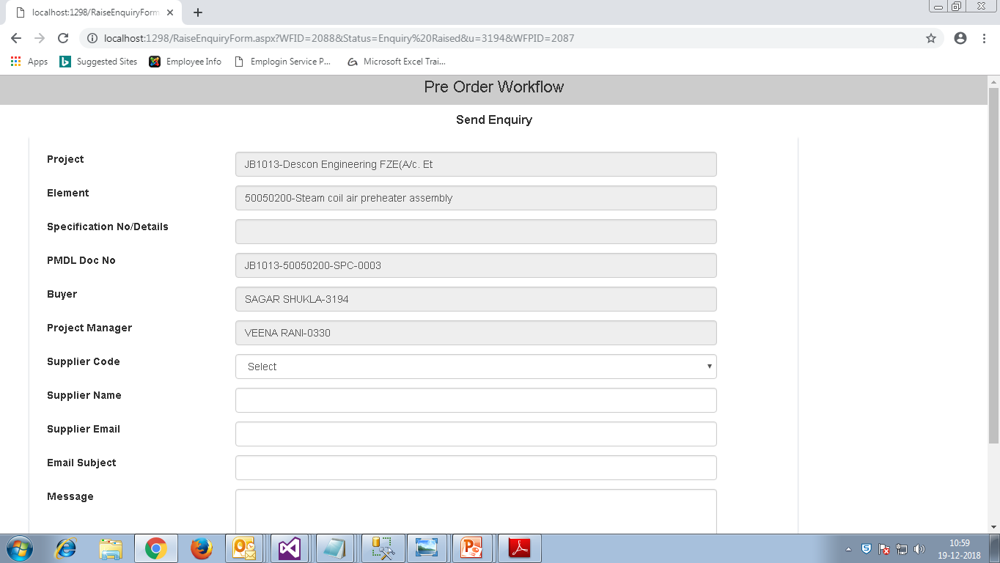 localhost:1298/RaiseEnquiryForm
localhost:1298/RaiseEnquiryForm.aspx?WFID=2088&Status=Enquiry%20Raised&u=3194&WFPID=2087
Apps Suggested Sites Employee Info Emplogin Service P... Microsoft Excel Trai...
Pre Order Workflow
Send Enquiry
Project JB1013-Descon Engineering FZE(A/c. Et
Element 50050200-Steam coil air preheater assembly
Specification No/Details
PMDL Doc No JB1013-50050200-SPC-0003
Buyer SAGAR SHUKLA-3194
Project Manager VEENA RANI-0330
Supplier Code Select
Supplier Name
Supplier Email
Email Subject
Message
10:59
19-12-2018